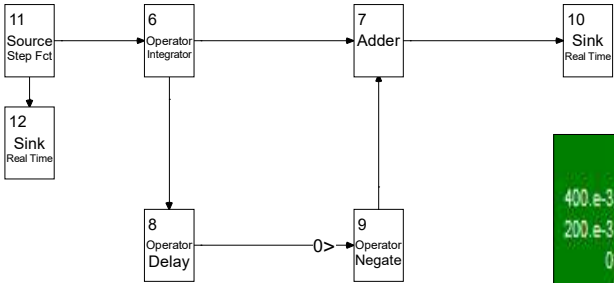 11
Source
Step Fct
6
Operator
Integrator
7
Adder
10
Sink
Real Time
12
Sink
Real Time
400.e-3
200.e-3
0
8
Operator
Delay
0>
9
Operator
Negate